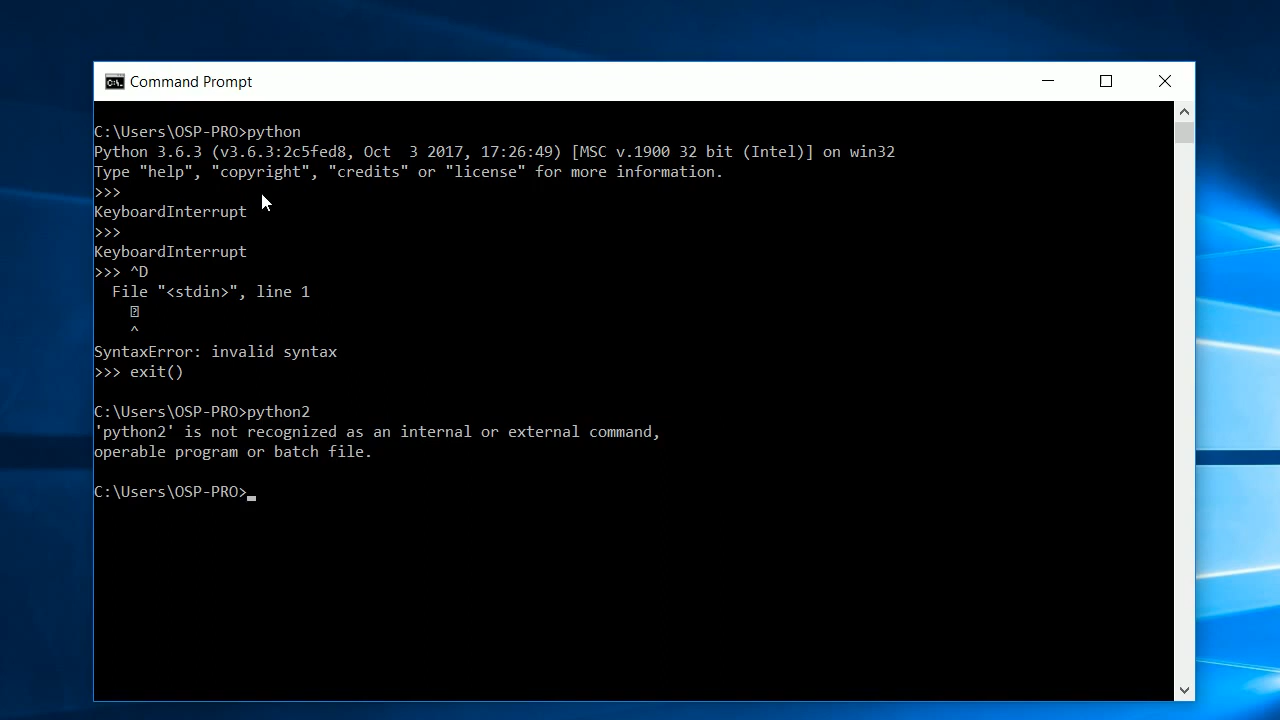 Command Prompt
C:\Users\OSP-PRO>python
Python 3.6.3 (v3.6.3:2c5fed8, Oct  3 2017, 17:26:49) [MSC v.1900 32 bit (Intel)] on win32
Type "help", "copyright", "credits" or "license" for more information.
>>>
KeyboardInterrupt
>>>
KeyboardInterrupt
>>> ^D
  File "<stdin>", line 1
    ⍰
    ^
SyntaxError: invalid syntax
>>> exit()
C:\Users\OSP-PRO>python2
'python2' is not recognized as an internal or external command,
operable program or batch file.
C:\Users\OSP-PRO>